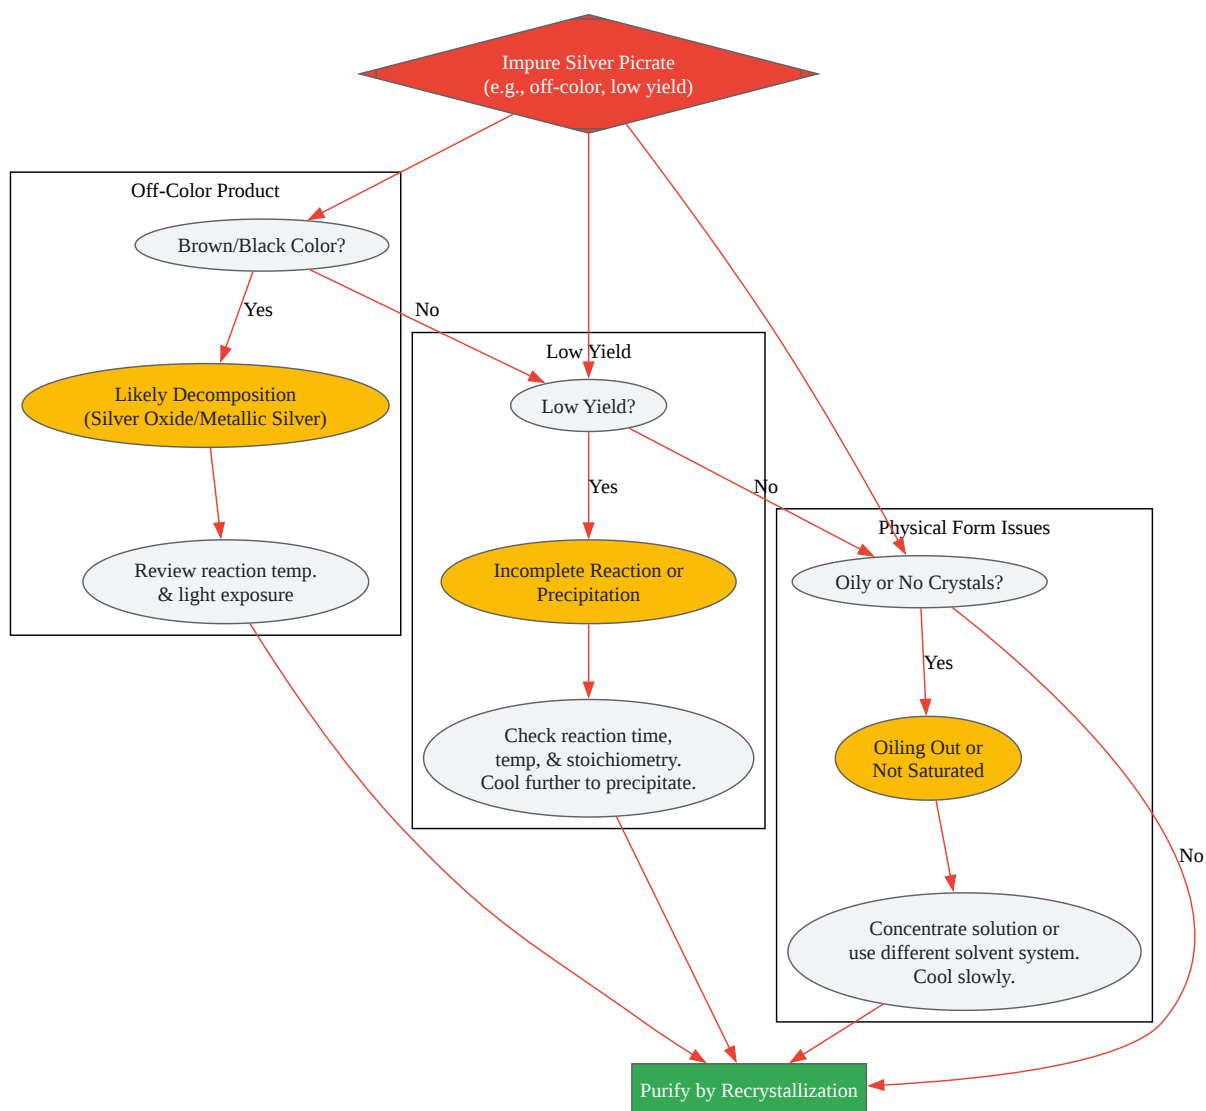 Impure Silver Picrate
(e.g., off-color, low yield)
Off-Color Product
Brown/Black Color?
Yes
No
Likely Decomposition
(Silver Oxide/Metallic Silver)
Review reaction temp.
& light exposure
Low Yield
Low Yield?
Yes
No
Incomplete Reaction or
Precipitation
Check reaction time,
temp, & stoichiometry.
Cool further to precipitate.
Physical Form Issues
Oily or No Crystals?
Yes
No
Oiling Out or
Not Saturated
Concentrate solution or
use different solvent system.
Cool slowly.
Purify by Recrystallization